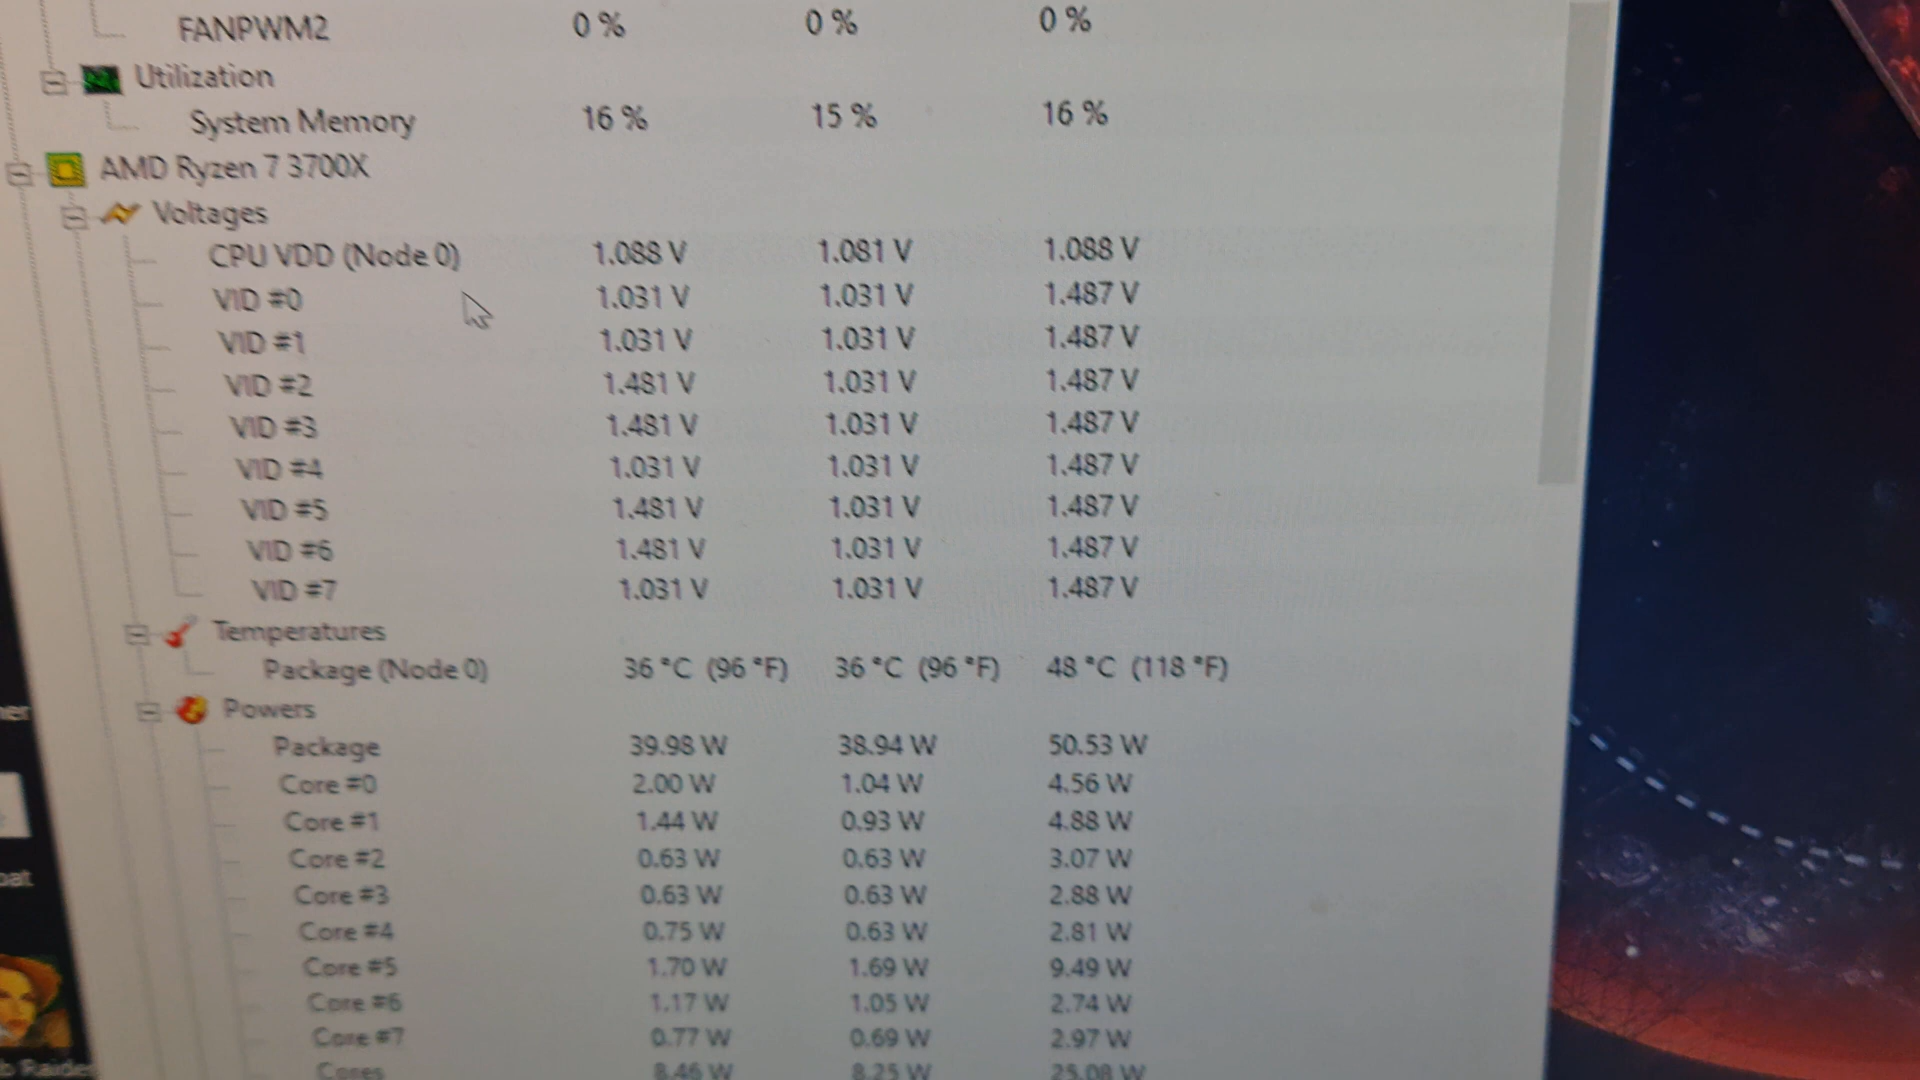 FANPWM2 0 % 0 % 0 %
Utilization
System Memory 16 % 15 % 16 %
AMD Ryzen 7 3700X
Voltages
CPU VDD (Node 0) 1.088 V 1.081 V 1.088 V
VID #0 1.031 V 1.031 V 1.487 V
VID #1 1.031 V 1.031 V 1.487 V
VID #2 1.481 V 1.031 V 1.487 V
VID #3 1.481 V 1.031 V 1.487 V
VID #4 1.031 V 1.031 V 1.487 V
VID #5 1.481 V 1.031 V 1.487 V
VID #6 1.481 V 1.031 V 1.487 V
VID #7 1.031 V 1.031 V 1.487 V
Temperatures
Package (Node 0) 36 °C (96 °F) 36 °C (96 °F) 48 °C (118 °F)
Powers
Package 39.98 W 38.94 W 50.53 W
Core #0 2.00 W 1.04 W 4.56 W
Core #1 1.44 W 0.93 W 4.88 W
Core #2 0.63 W 0.63 W 3.07 W
Core #3 0.63 W 0.63 W 2.88 W
Core #4 0.75 W 0.63 W 2.81 W
Core #5 1.70 W 1.69 W 9.49 W
Core #6 1.17 W 1.05 W 2.74 W
Core #7 0.77 W 0.69 W 2.97 W
Cores 8.46 W 8.25 W 25.08 W